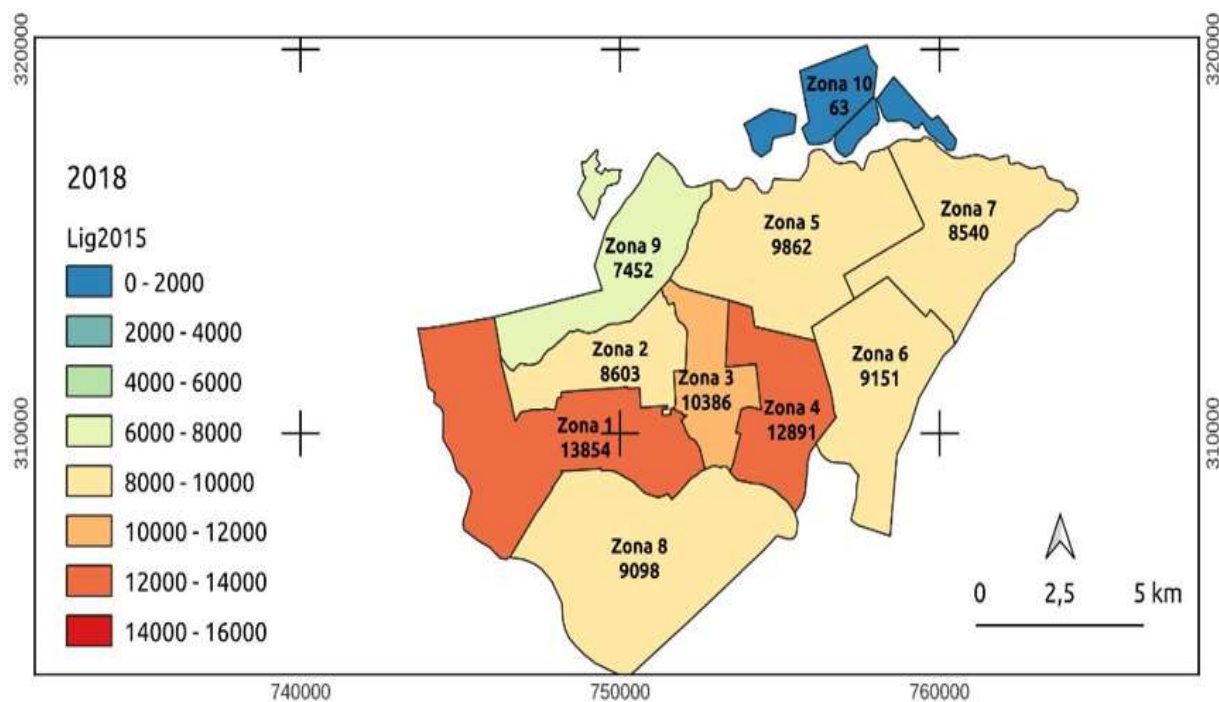 320000
320000
Zona 10
63
2018
Lig2015
0 - 2000
2000 - 4000
4000 - 6000
6000 - 8000
8000 - 10000
10000 - 12000
12000 - 14000
14000 - 16000
Zona 9
7452
Zona 5
9862
Zona 7
8540
Zona 2
8603
Zona 3
10386
Zona 6
9151
Zona 1
13854
Zona 4
12891
Zona 8
9098
310000
310000
0 2,5 5 km
740000 750000 760000